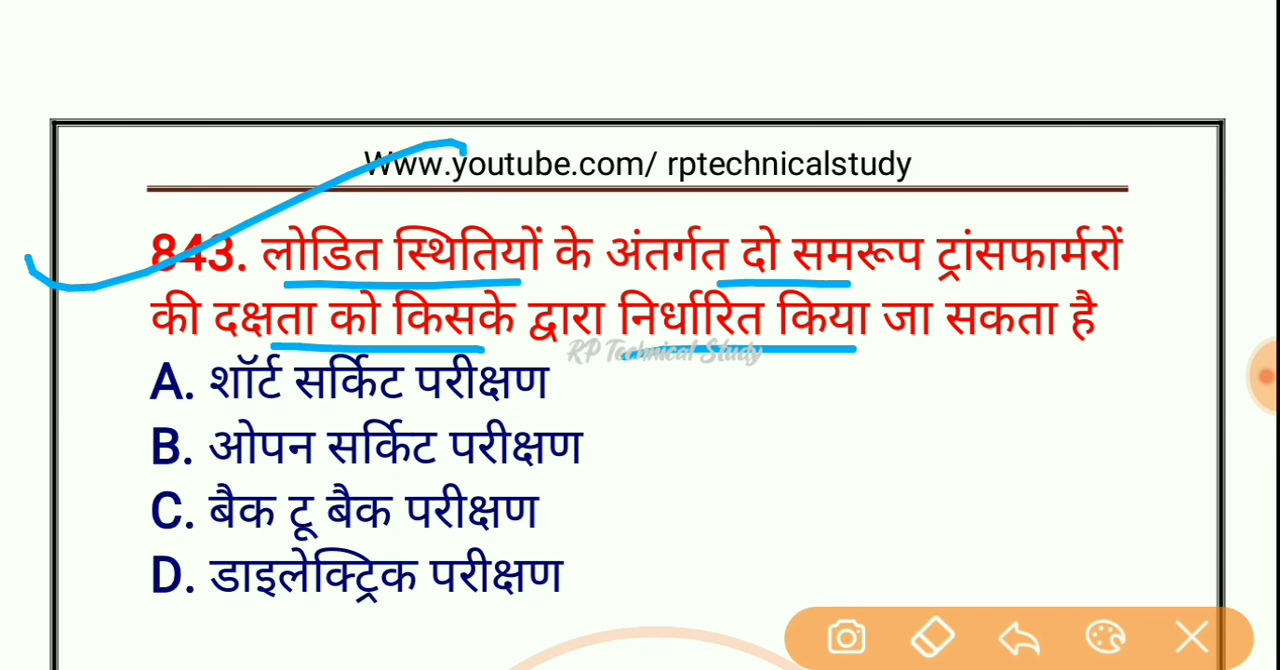 Www.youtube.com/ rptechnicalstudy
843. लोडित स्थितियों के अंतर्गत दो समरूप ट्रांसफार्मरों
की दक्षता को किसके द्वारा निर्धारित किया जा सकता है
RP Technical Study
A. शॉर्ट सर्किट परीक्षण
B. ओपन सर्किट परीक्षण
C. बैक टू बैक परीक्षण
D. डाइलेक्ट्रिक परीक्षण